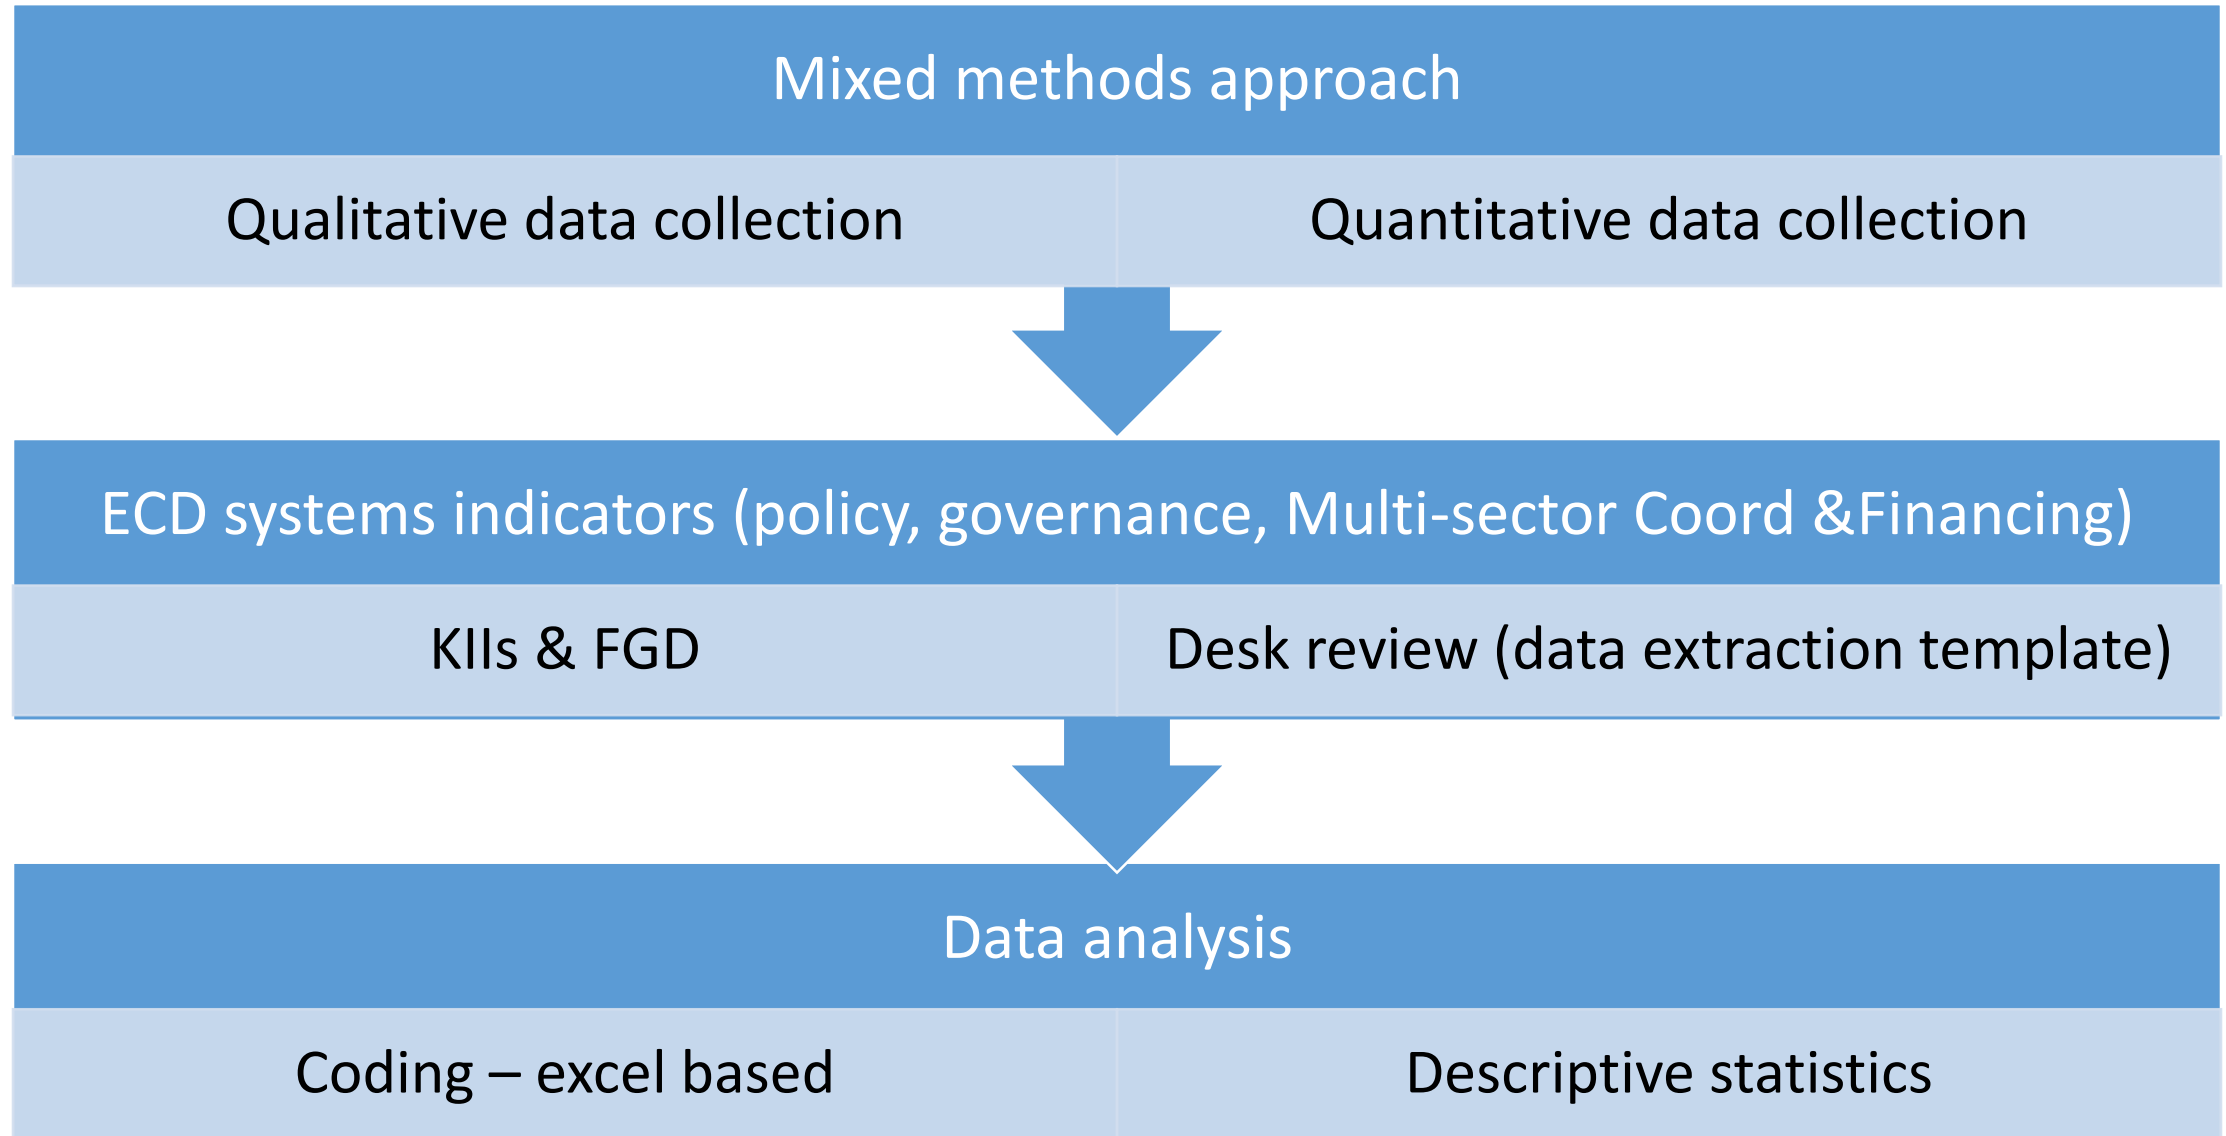 Mixed methods approach
Qualitative data collection
Quantitative data collection
ECD systems indicators (policy, governance, Multi-sector Coord &Financing)
KIIs & FGD
Desk review (data extraction template)
Data analysis
Coding – excel based
Descriptive statistics